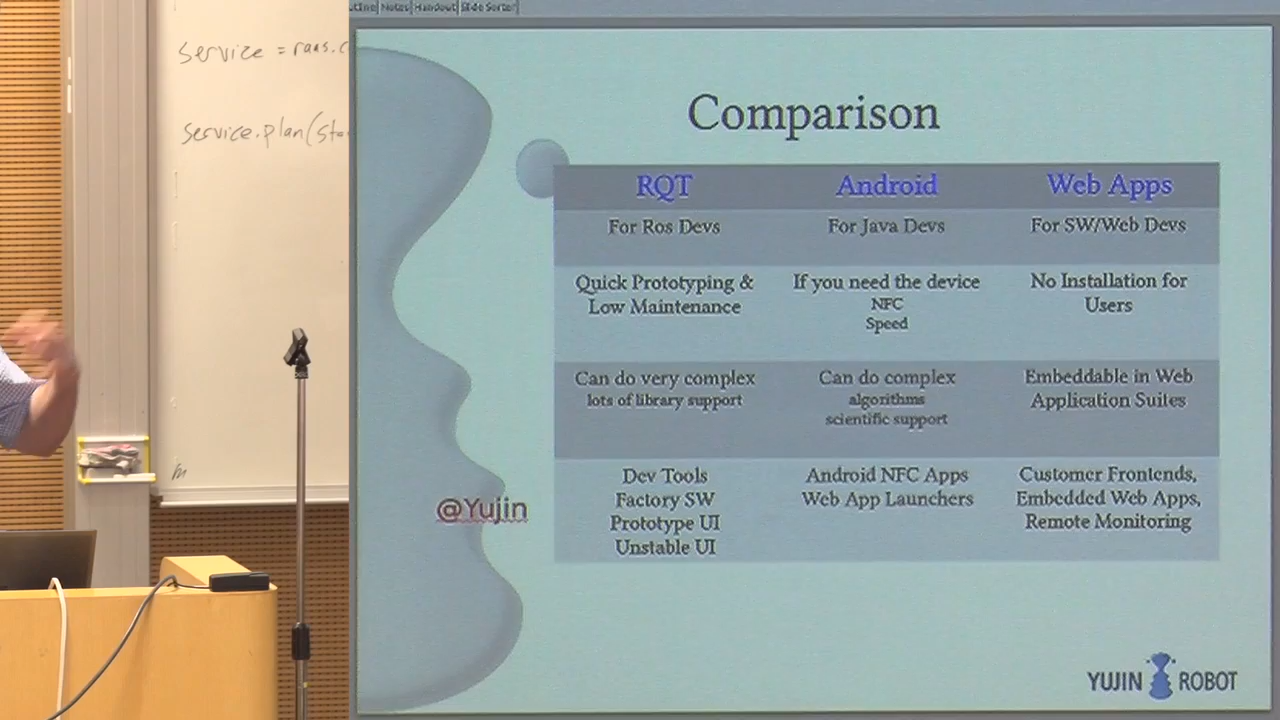 Notes Handout Slide Sorter
service = raas.
service.plan(
Comparison
RQT Android Web Apps
For Ros Devs For Java Devs For SW/Web Devs
Quick Prototyping & Low Maintenance
If you need the device
NFC
Speed
No Installation for Users
Can do very complex
lots of library support
Can do complex
algorithms
scientific support
Embeddable in Web Application Suites
@Yujin
Dev Tools
Factory SW
Prototype UI
Unstable UI
Android NFC Apps
Web App Launchers
Customer Frontends,
Embedded Web Apps,
Remote Monitoring
YUJIN ROBOT